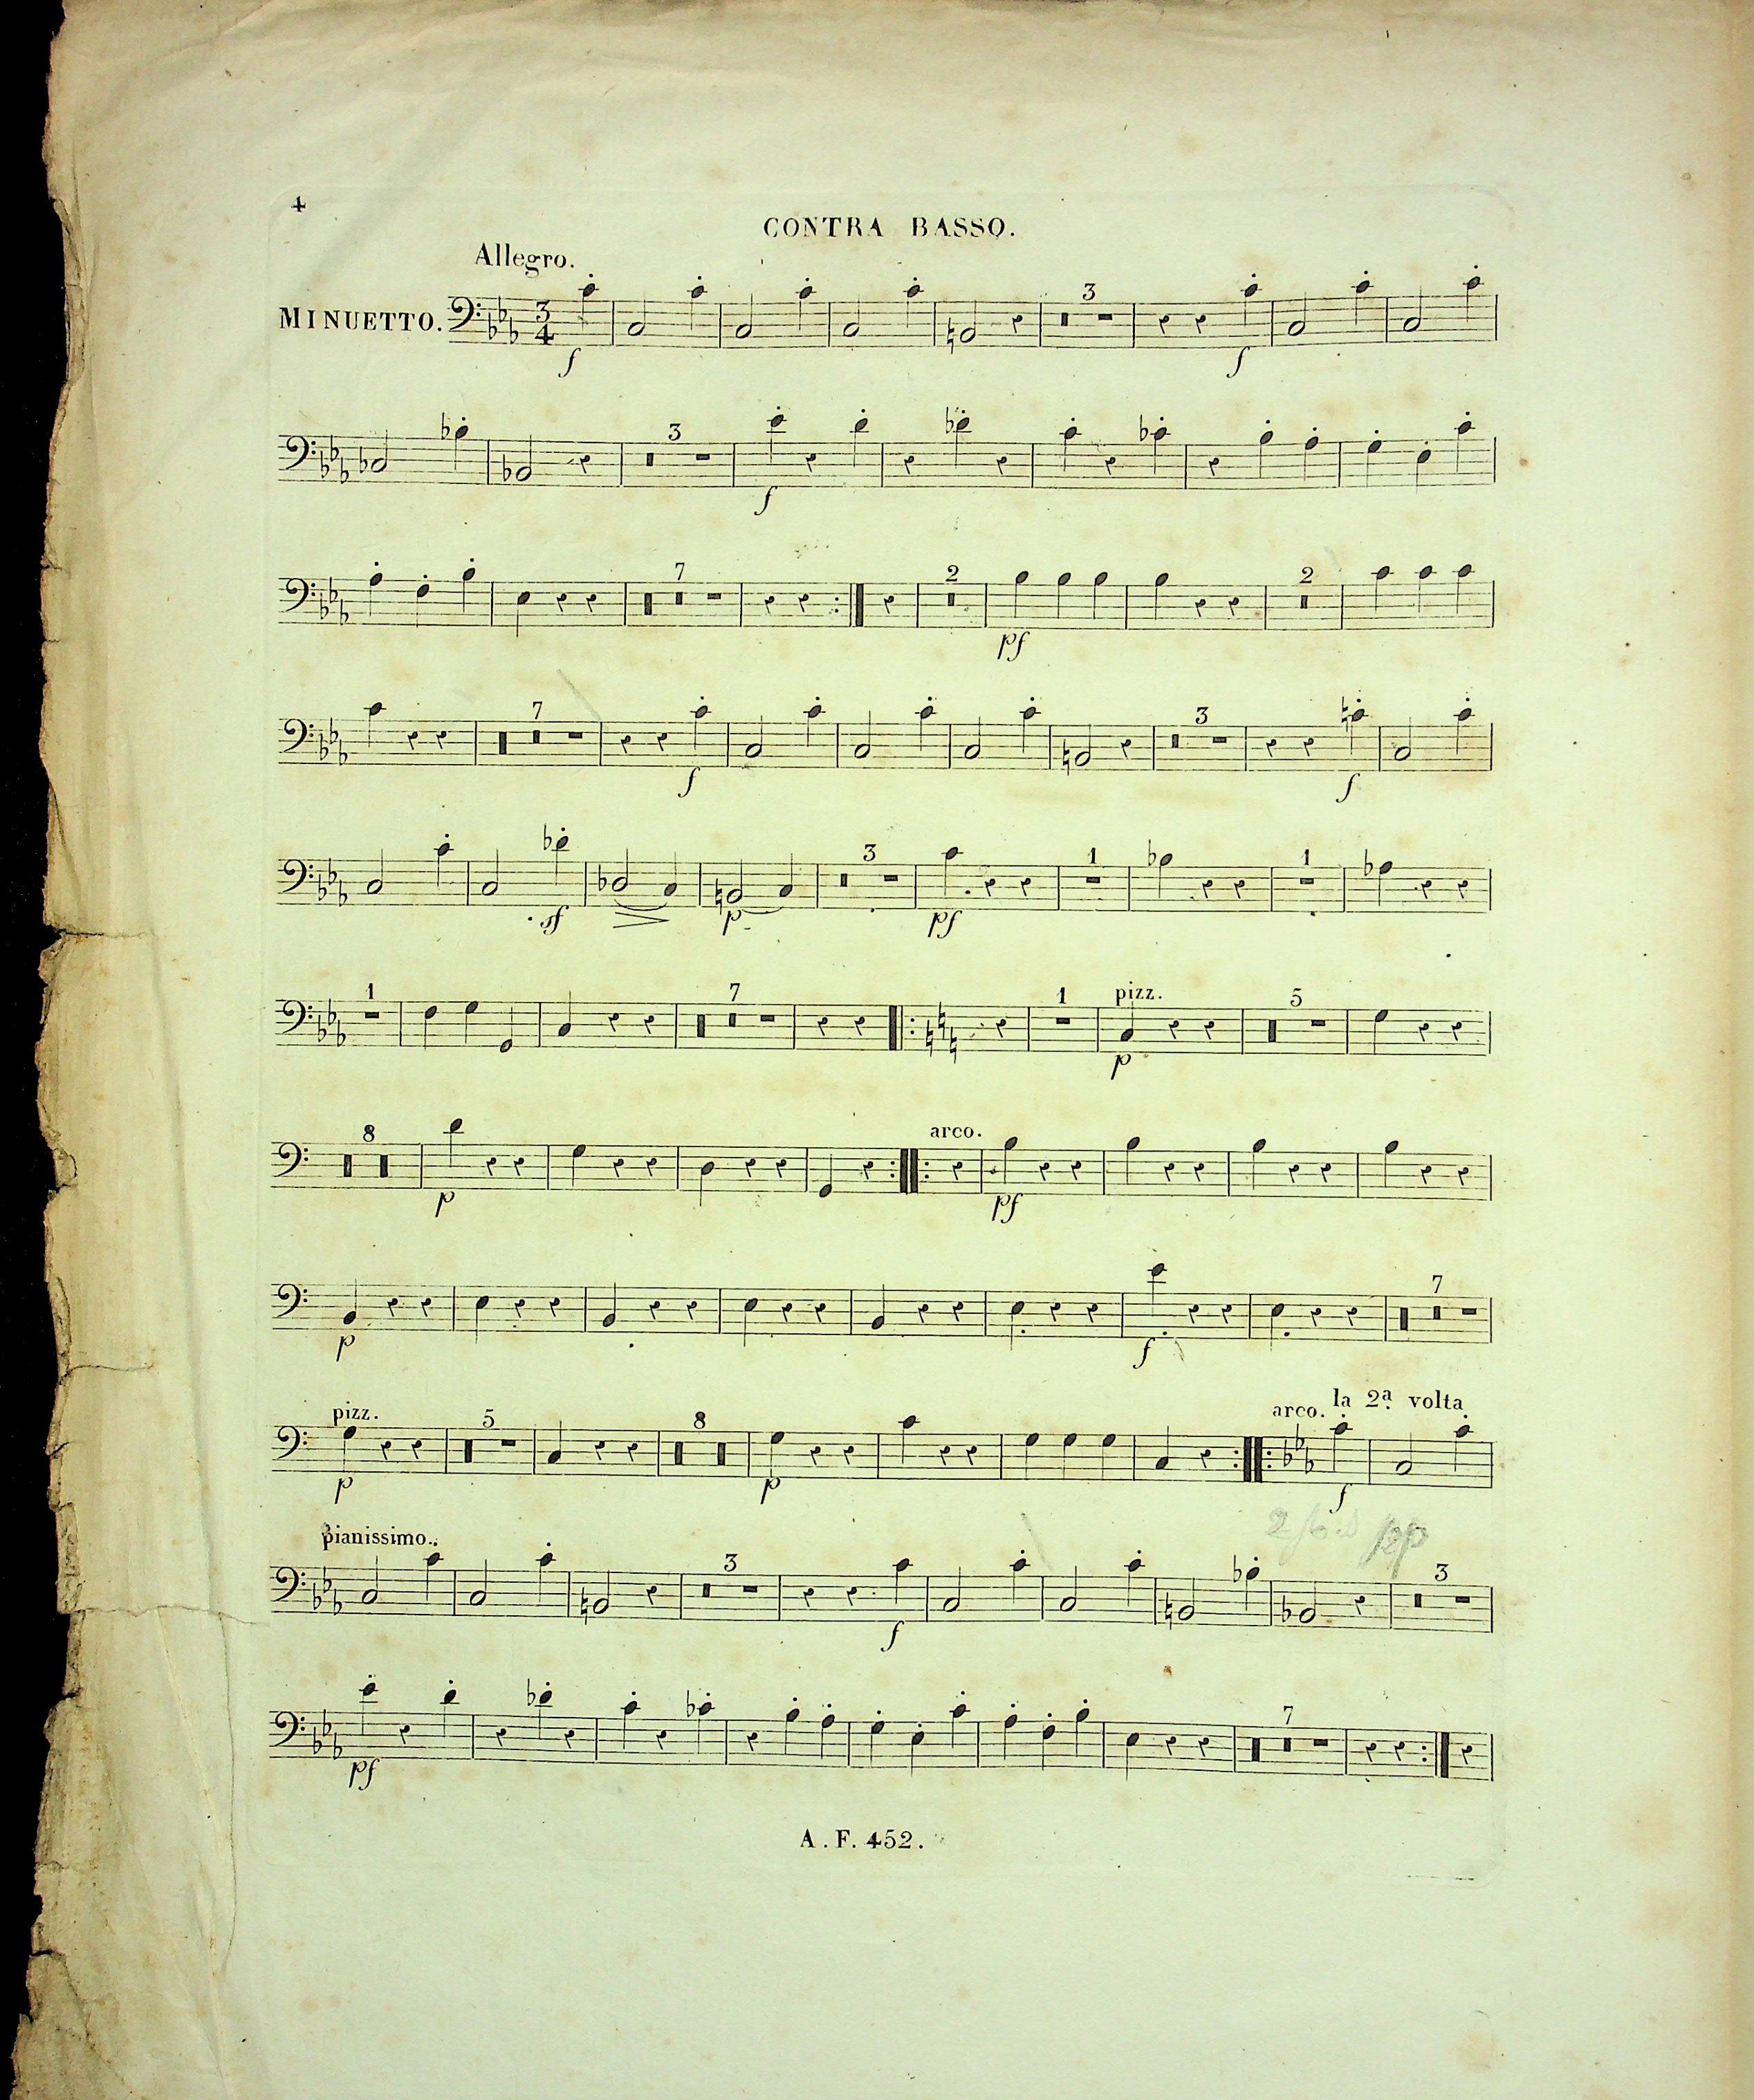 4
CONTRA BASSO.
Allegro.
MINUETTO.
3
4
3
f
f
3
f
7
2
2
pf
7
3
f
f
3
1
1
sf
p
pf
1
7
1
pizz.
5
p
8
arco.
p
pf
7
p
f
pizz.
5
8
arco. la 2ª volta
p
p
f
pp
pianissimo.
3
3
f
7
pf
A. F. 452.